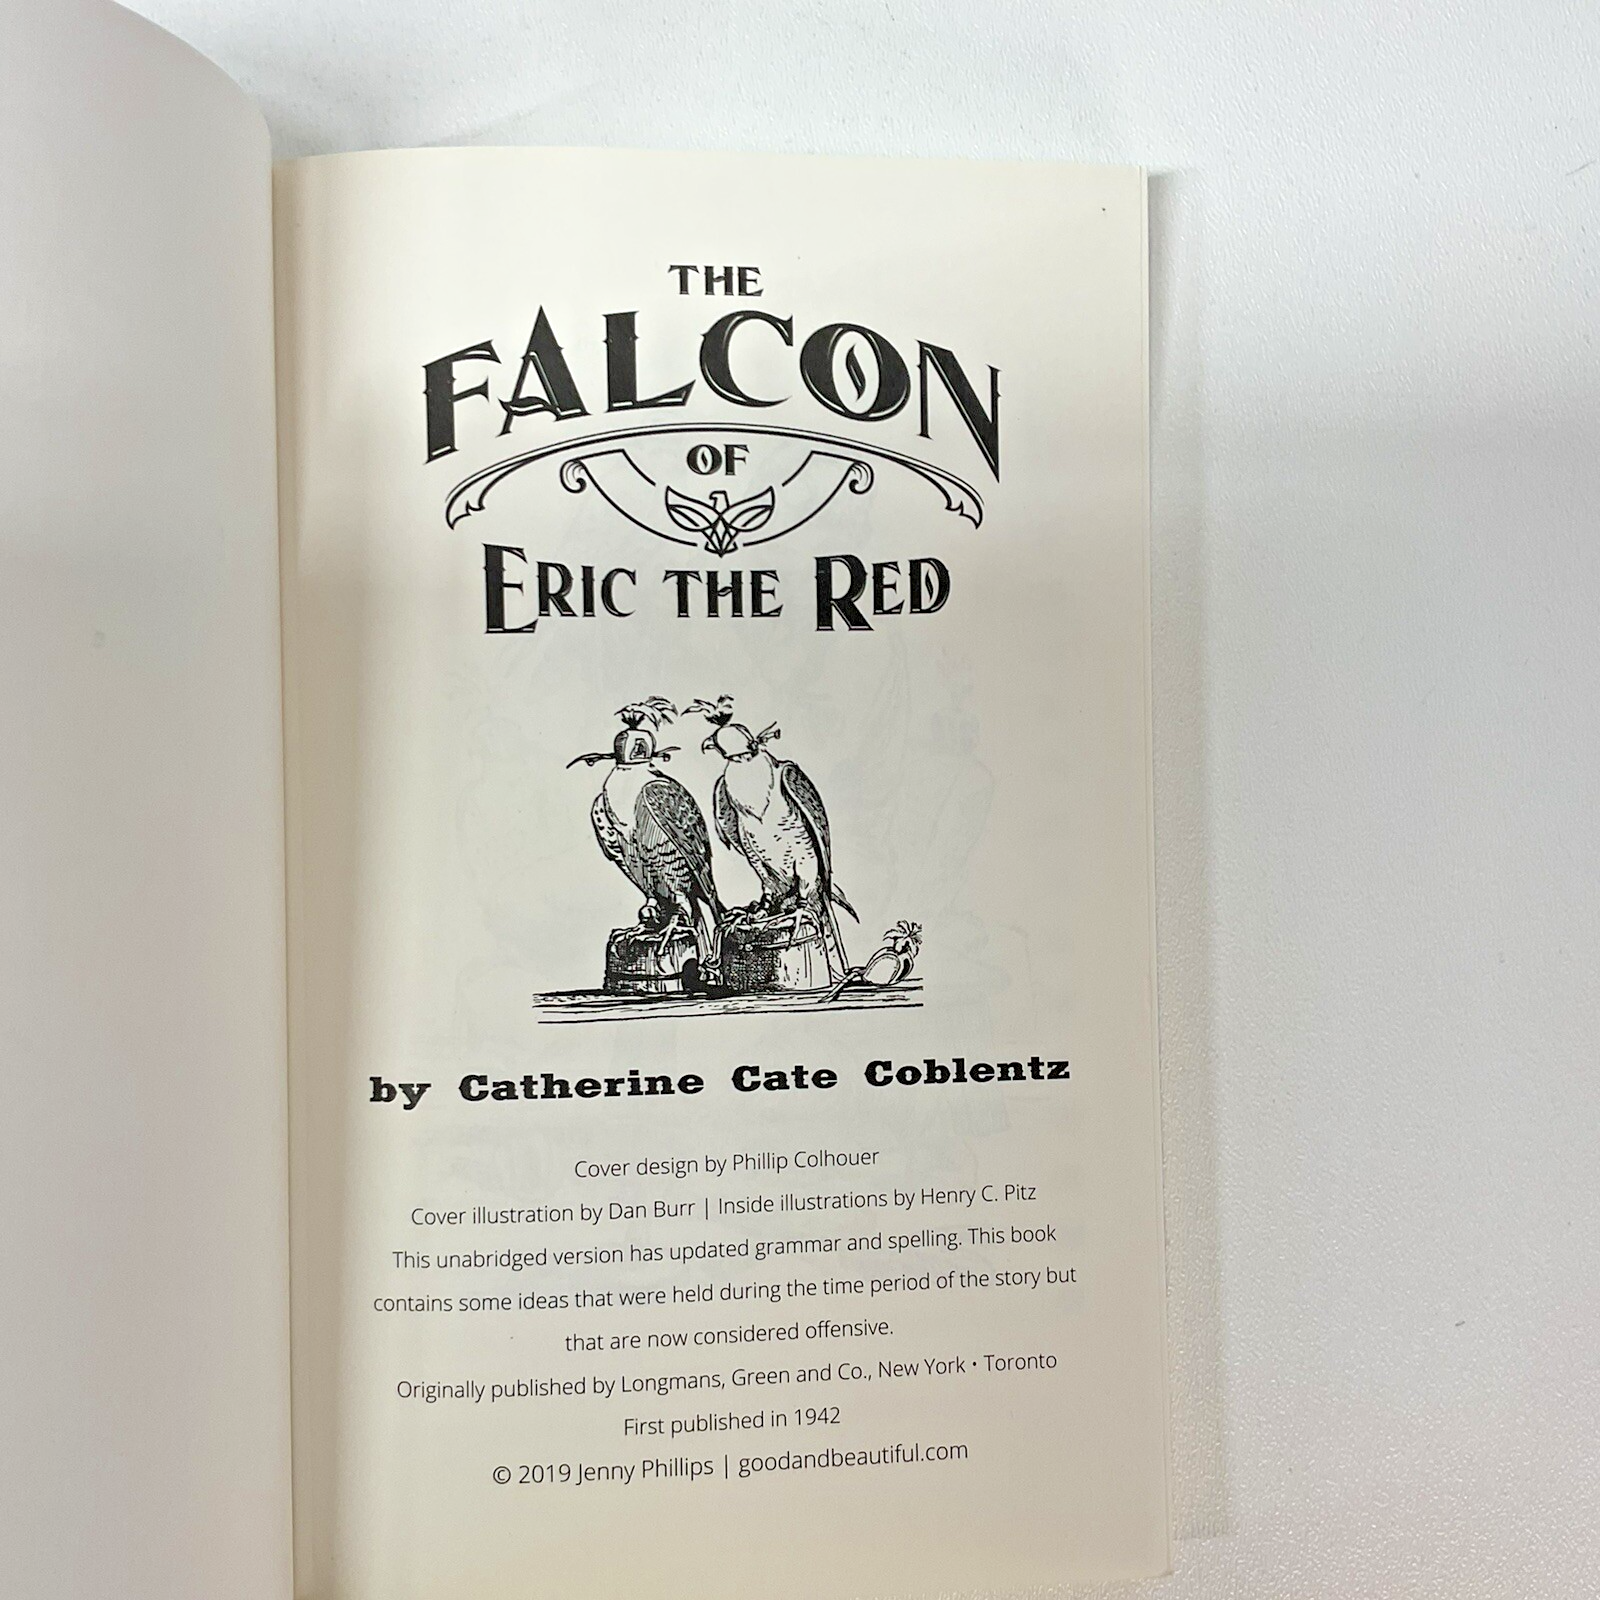 THE
FALCON
OF
ERIC THE RED
by Catherine Cate Coblentz
Cover design by Phillip Colhouer
Cover illustration by Dan Burr | Inside illustrations by Henry C. Pitz
This unabridged version has updated grammar and spelling. This book
contains some ideas that were held during the time period of the story but
that are now considered offensive.
Originally published by Longmans, Green and Co., New York • Toronto
First published in 1942
© 2019 Jenny Phillips | goodandbeautiful.com